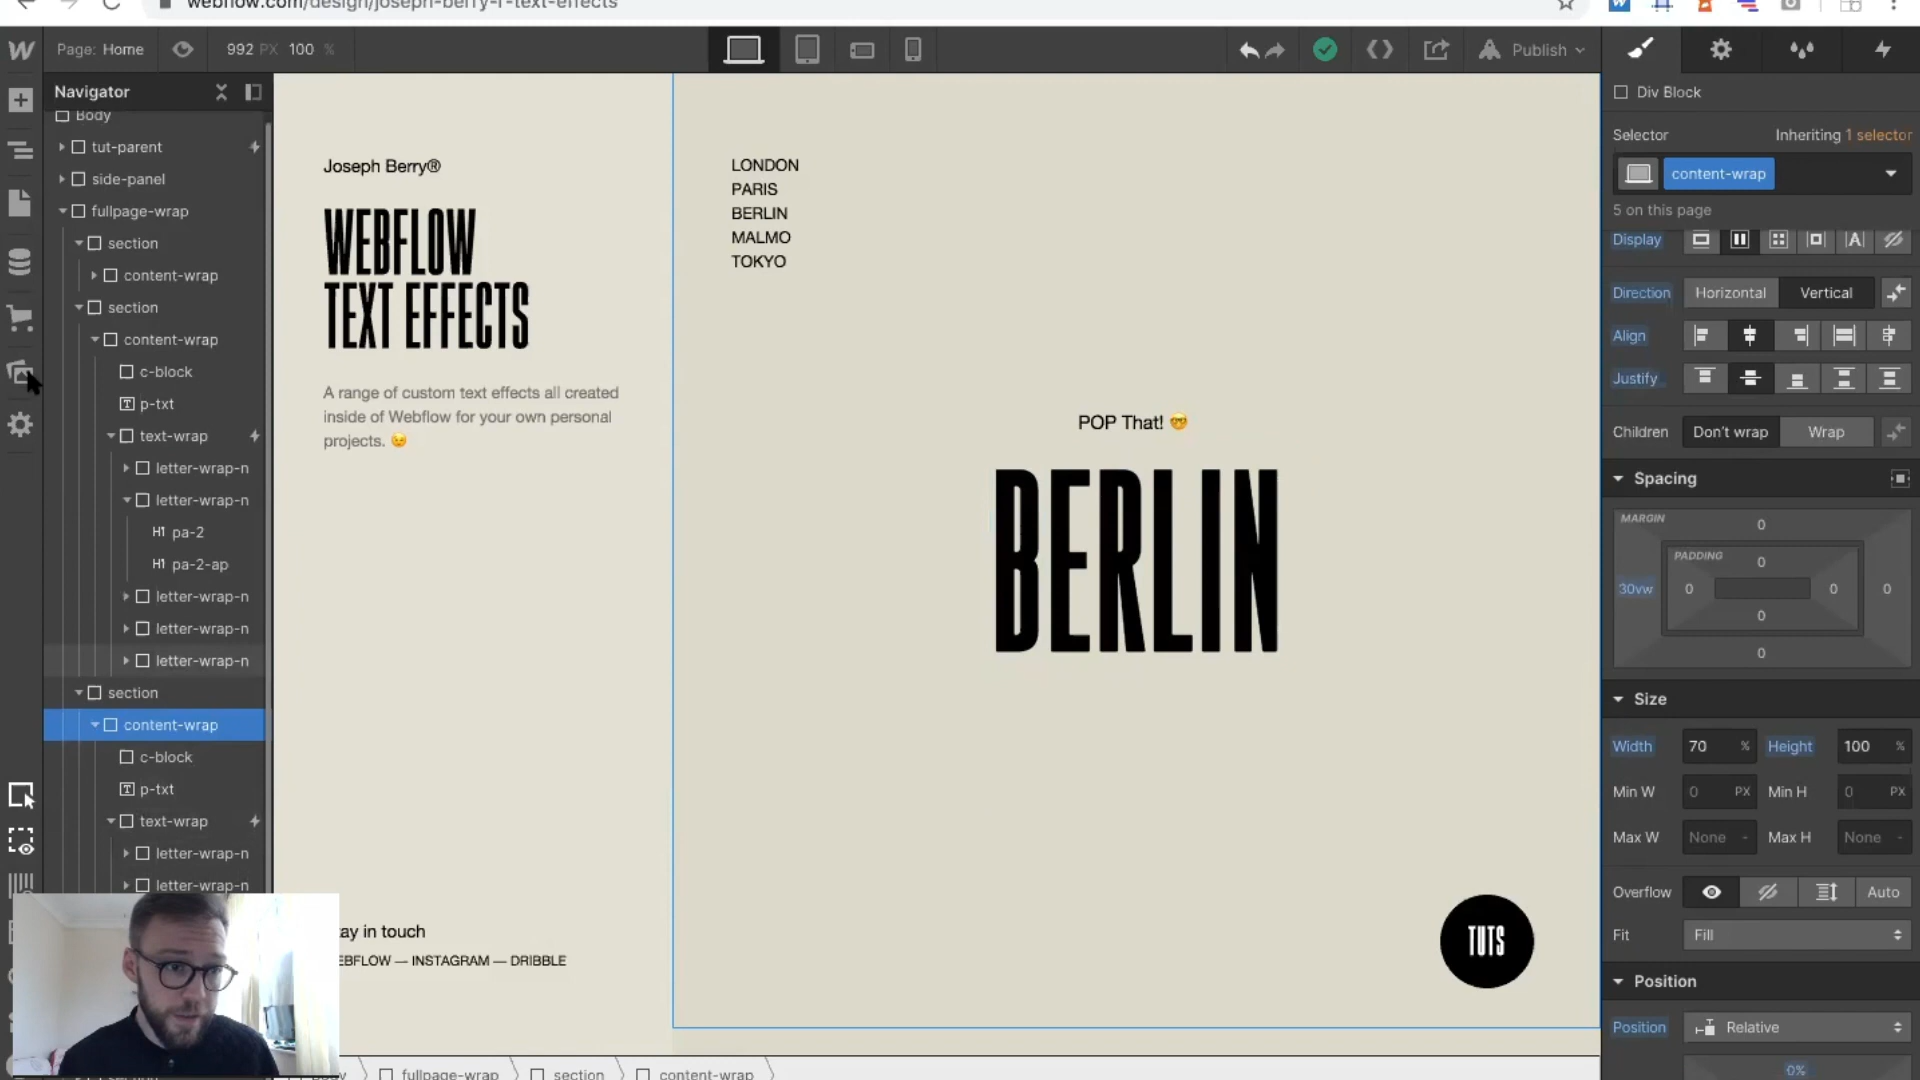 webflow.com/design/joseph-berry-r-text-effects
Page: Home
992 PX 100 %
Publish
Navigator
Body
tut-parent
side-panel
fullpage-wrap
section
content-wrap
section
content-wrap
c-block
p-txt
text-wrap
letter-wrap-n
letter-wrap-n
H1 pa-2
H1 pa-2-ap
letter-wrap-n
letter-wrap-n
letter-wrap-n
section
content-wrap
c-block
p-txt
text-wrap
letter-wrap-n
letter-wrap-n
Joseph Berry®
WEBFLOW
TEXT EFFECTS
A range of custom text effects all created
inside of Webflow for your own personal
projects. 😉
tay in touch
EBFLOW — INSTAGRAM — DRIBBLE
LONDON
PARIS
BERLIN
MALMO
TOKYO
POP That! 🤓
BERLIN
TUTS
fullpage-wrap
section
content-wrap
Div Block
Selector
Inheriting 1 selector
content-wrap
5 on this page
Display
Direction
Horizontal
Vertical
Align
Justify
Children
Don't wrap
Wrap
Spacing
MARGIN
0
PADDING
0
30vw
0
0
0
0
0
Size
Width 70 %
Height 100 %
Min W 0 PX
Min H 0 PX
Max W None -
Max H None -
Overflow
Auto
Fit
Fill
Position
Position
Relative
0%